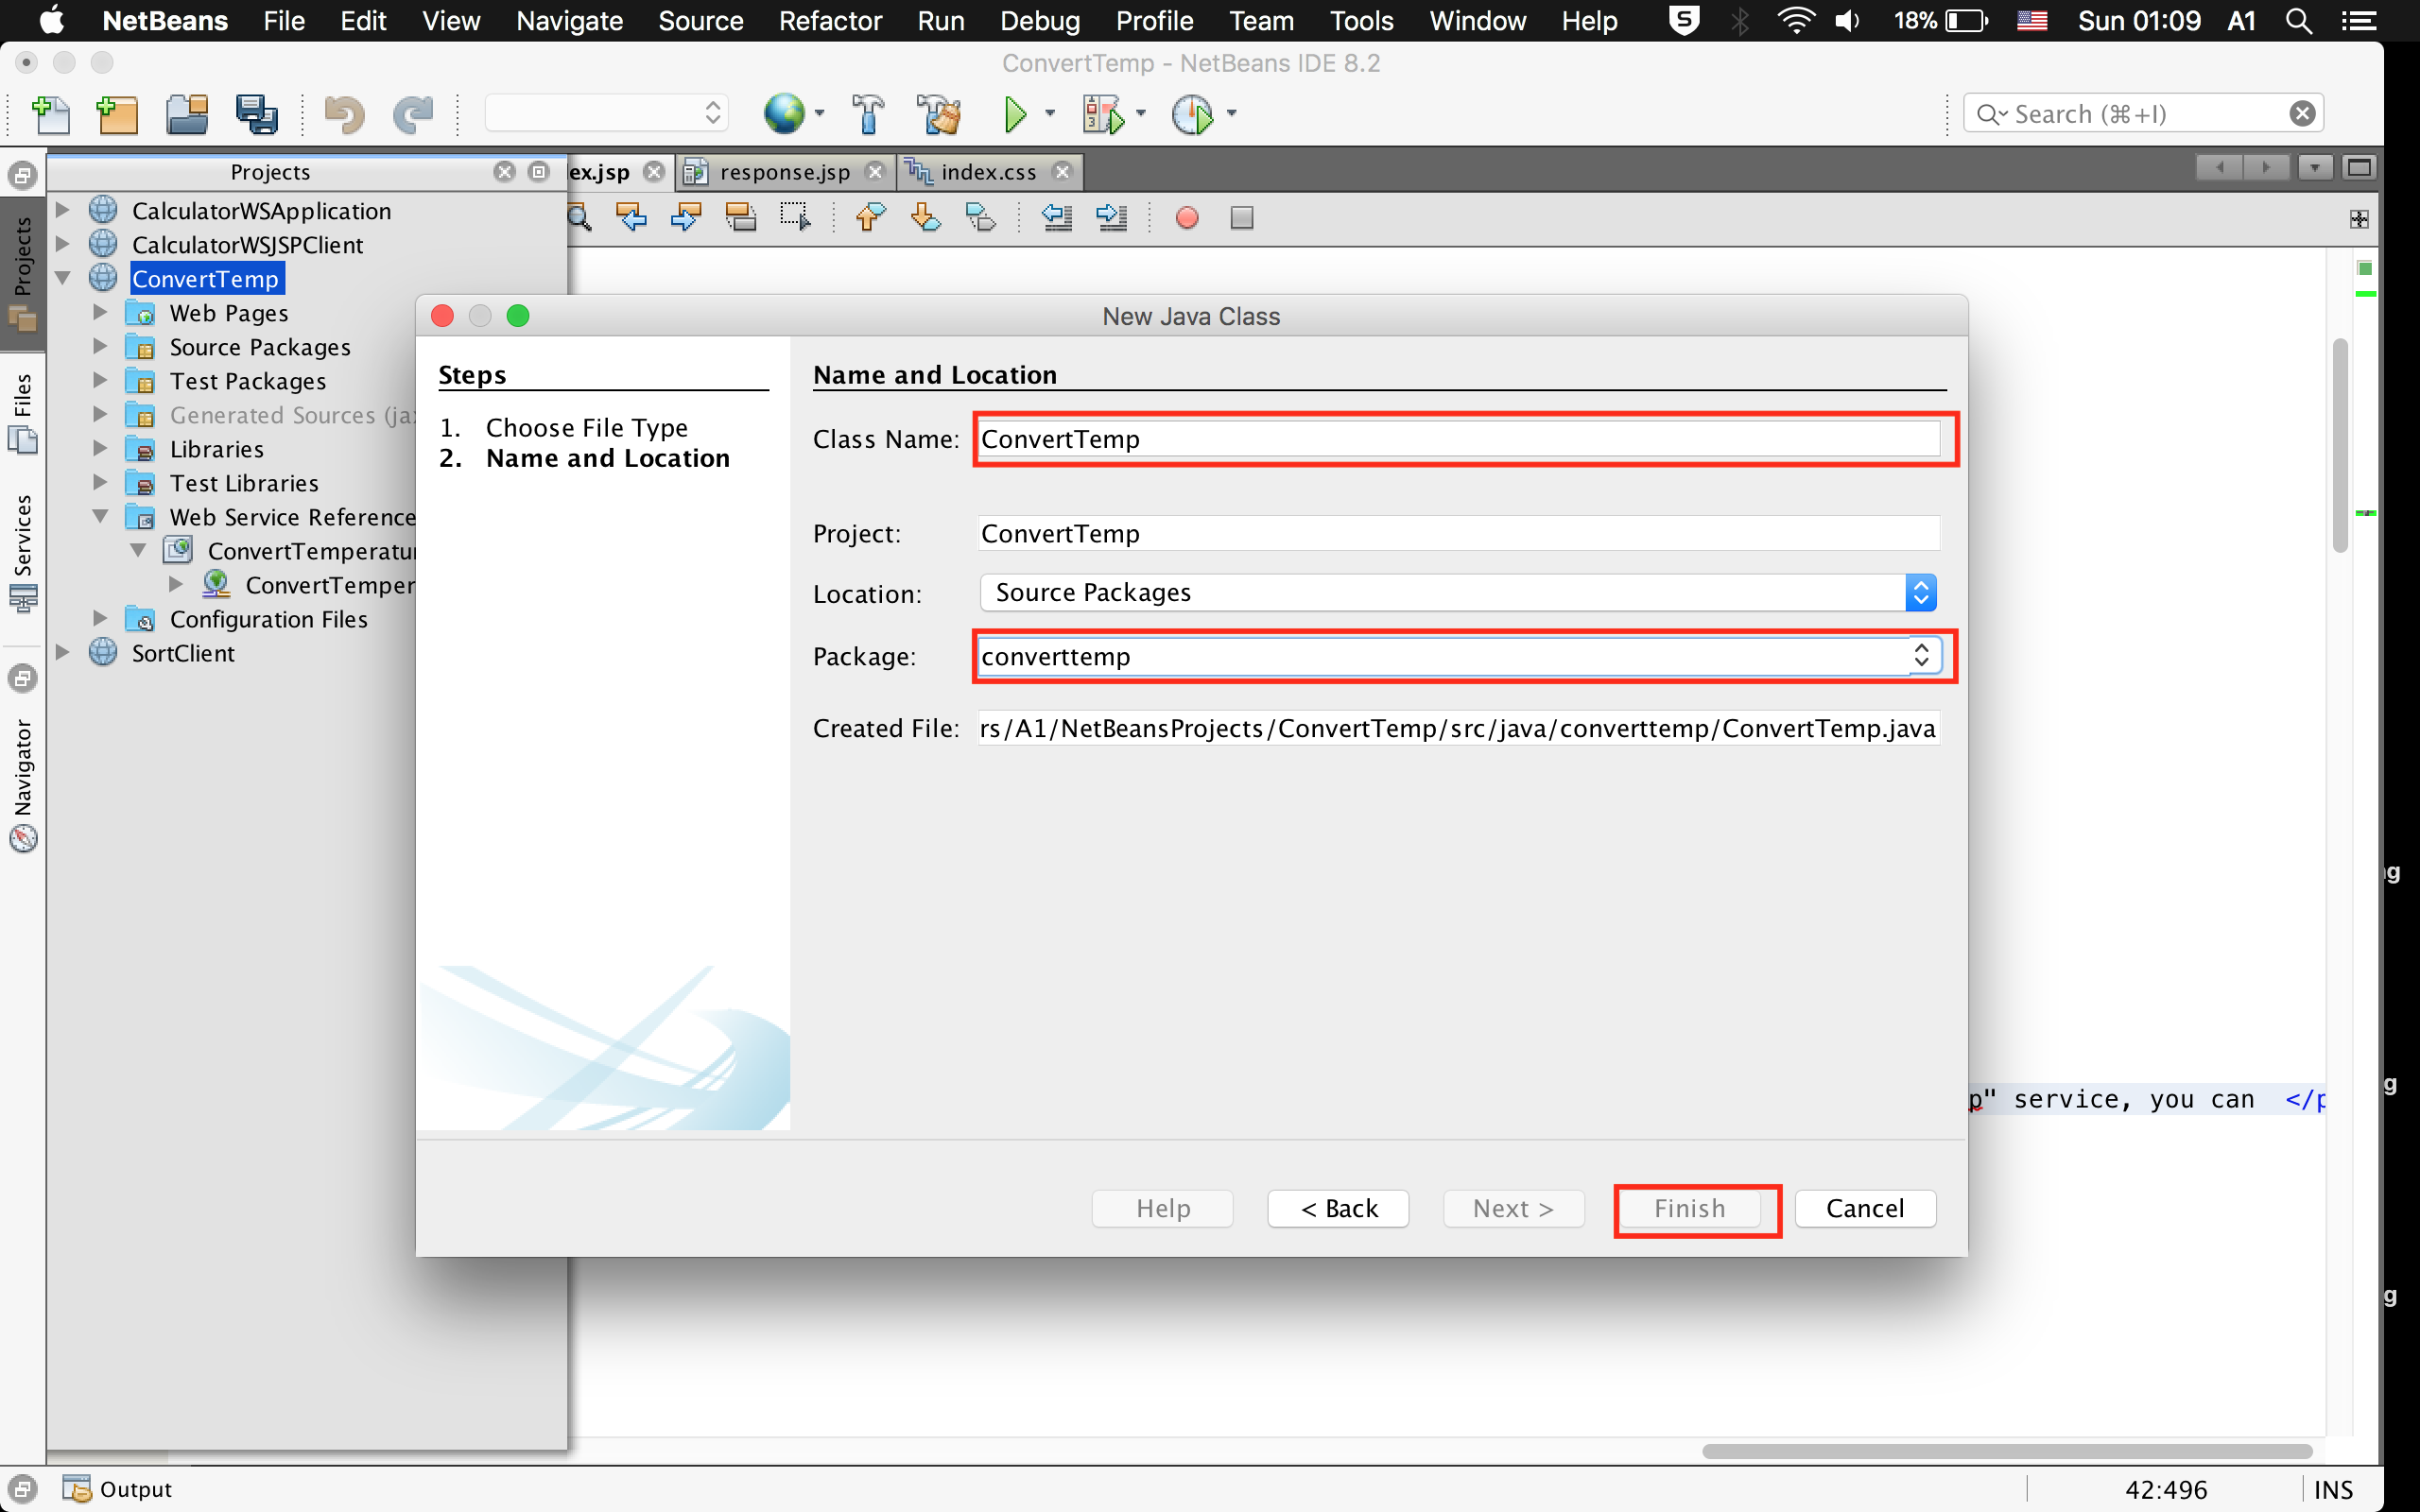 NetBeans File Edit View Navigate Source Refactor Run Debug Profile Team Tools Window Help 18% Sun 01:09 A1
ConvertTemp - NetBeans IDE 8.2
Search (⌘+I)
Projects
ex.jsp response.jsp index.css
CalculatorWSApplication
CalculatorWSJSPClient
ConvertTemp
Web Pages
Source Packages
Test Packages
Generated Sources (ja
Libraries
Test Libraries
Web Service Reference
ConvertTemperatu
ConvertTemper
Configuration Files
SortClient
Projects
Files
Services
Navigator
New Java Class
Steps
1. Choose File Type
2. Name and Location
Name and Location
Class Name: ConvertTemp
Project: ConvertTemp
Location: Source Packages
Package: converttemp
Created File: rs/A1/NetBeansProjects/ConvertTemp/src/java/converttemp/ConvertTemp.java
p" service, you can </p
Help < Back Next > Finish Cancel
g
g
g
Output
42:496 INS